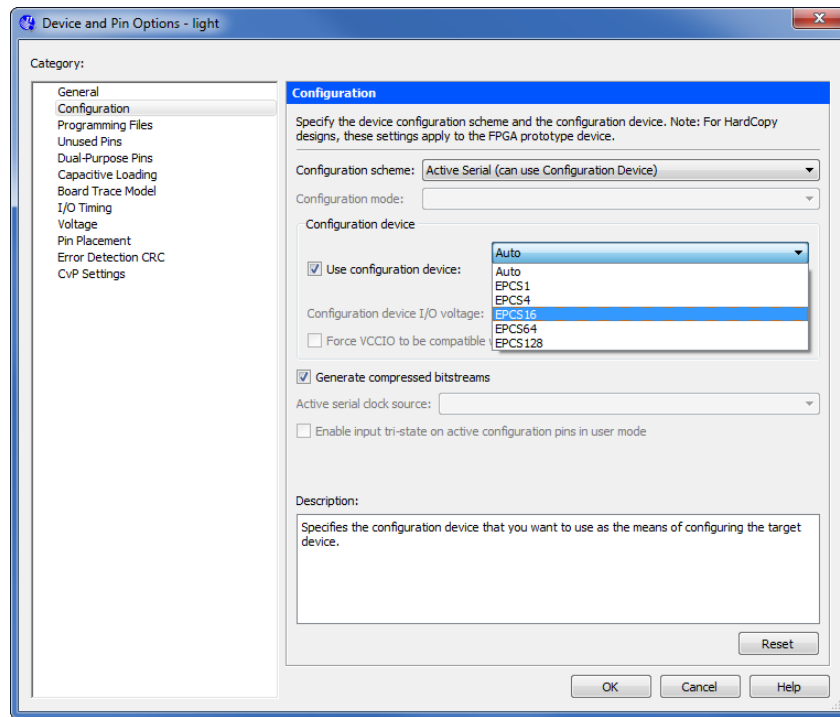 Device and Pin Options - light
Category:
General
Configuration
Programming Files
Unused Pins
Dual-Purpose Pins
Capacitive Loading
Board Trace Model
I/O Timing
Voltage
Pin Placement
Error Detection CRC
CvP Settings
Configuration
Specify the device configuration scheme and the configuration device. Note: For HardCopy
designs, these settings apply to the FPGA prototype device.
Configuration scheme: Active Serial (can use Configuration Device)
Configuration mode:
Configuration device
Auto
Use configuration device:
Auto
EPCS1
EPCS4
Configuration device I/O voltage:
EPCS16
EPCS64
Force VCCIO to be compatible
EPCS128
Generate compressed bitstreams
Active serial clock source:
Enable input tri-state on active configuration pins in user mode
Description:
Specifies the configuration device that you want to use as the means of configuring the target
device.
Reset
OK Cancel Help